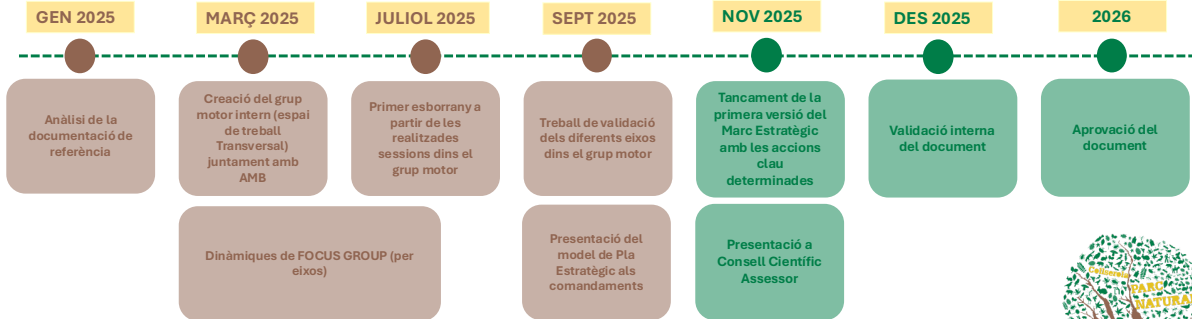 GEN 2025
MARÇ 2025
JULIOL 2025
SEPT 2025
NOV 2025
DES 2025
2026
Anàlisi de la
documentació de
referència
Creació del grup
motor intern (espai
de treball
Transversal)
juntament amb
AMB
Primer esborrany a
partir de les
realitzades
sessions dins el
grup motor
Treball de validació
dels diferents eixos
dins el grup motor
Tancament de la
primera versió del
Marc Estratègic
amb les accions
clau
determinades
Validació interna
del document
Aprovació del
document
Dinàmiques de FOCUS GROUP (per
eixos)
Presentació del
model de Pla
Estratègic als
comandaments
Presentació a
Consell Científic
Assessor
Collserola
PARC
NATURA